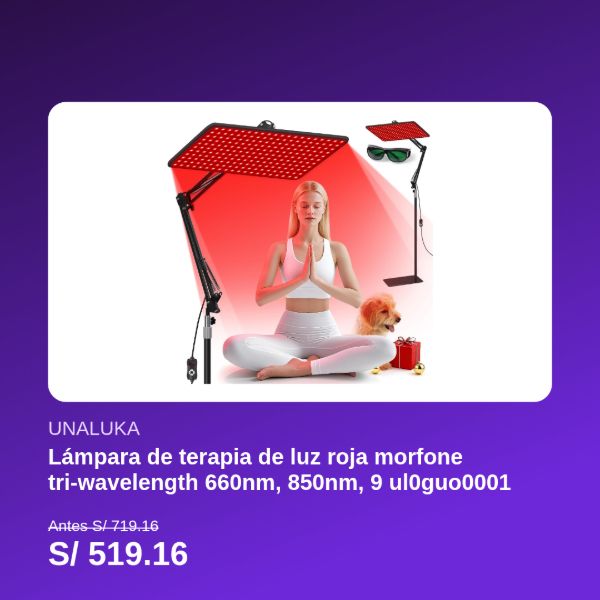 UNALUKA
Lámpara de terapia de luz roja morfone
tri-wavelength 660nm, 850nm, 9 ul0guo0001
Antes S/ 719.16
S/ 519.16